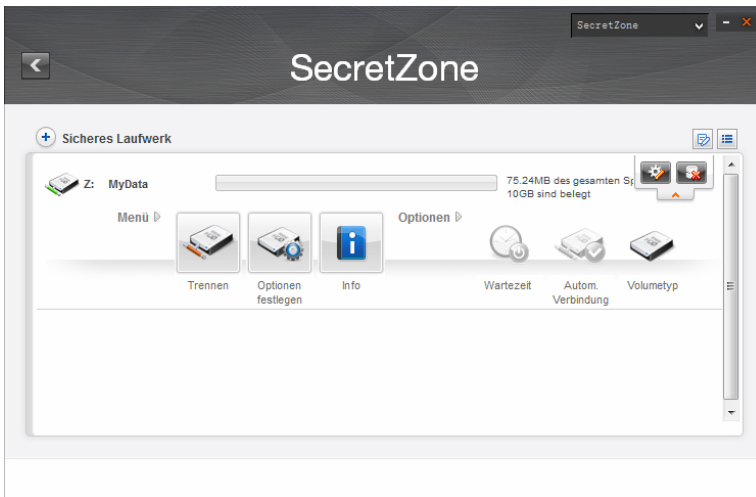 SecretZone
SecretZone
Sicheres Laufwerk
Z: MyData
75.24MB des gesamten
10GB sind belegt
Menü
Optionen
Trennen
Optionen festlegen
Info
Wartezeit
Autom. Verbindung
Volumetyp